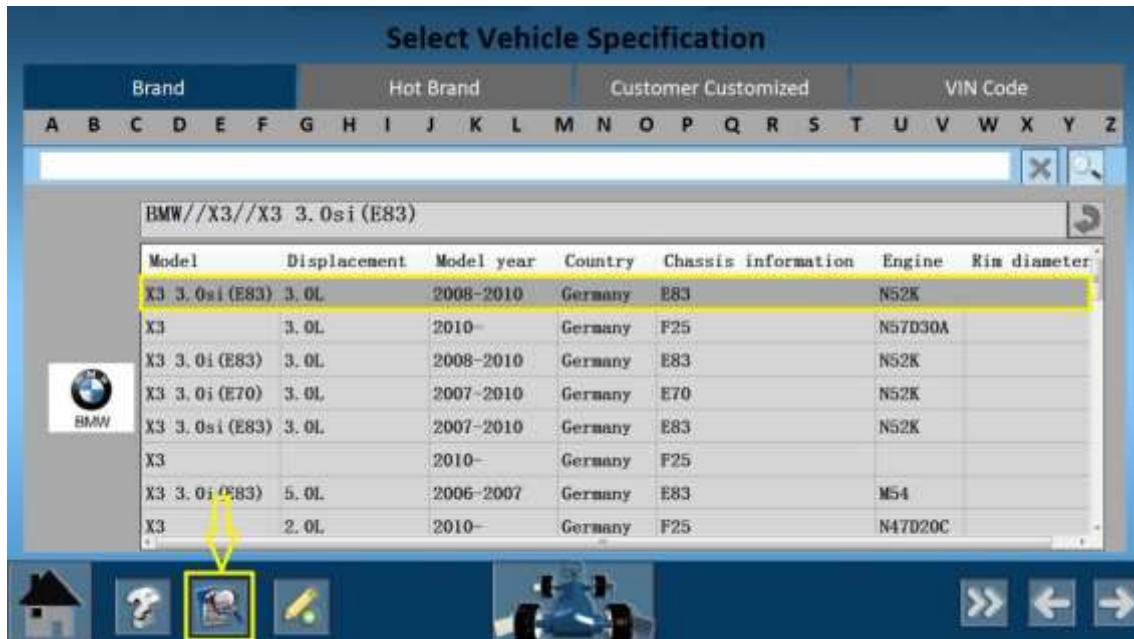 Select Vehicle Specification
Brand Hot Brand Customer Customized VIN Code
A B C D E F G H I J K L M N O P Q R S T U V W X Y Z
BMW//X3//X3 3.0si(E83)
Model Displacement Model year Country Chassis information Engine Rim diameter
X3 3.0si(E83) 3.0L 2008-2010 Germany E83 N52K
X3 3.0L 2010- Germany F25 N57D30A
X3 3.0i(E83) 3.0L 2008-2010 Germany E83 N52K
X3 3.0i(E70) 3.0L 2007-2010 Germany E70 N52K
X3 3.0si(E83) 3.0L 2007-2010 Germany E83 N52K
X3 2010- Germany F25
X3 3.0i(E83) 5.0L 2006-2007 Germany E83 M54
X3 2.0L 2010- Germany F25 N47D20C
BMW